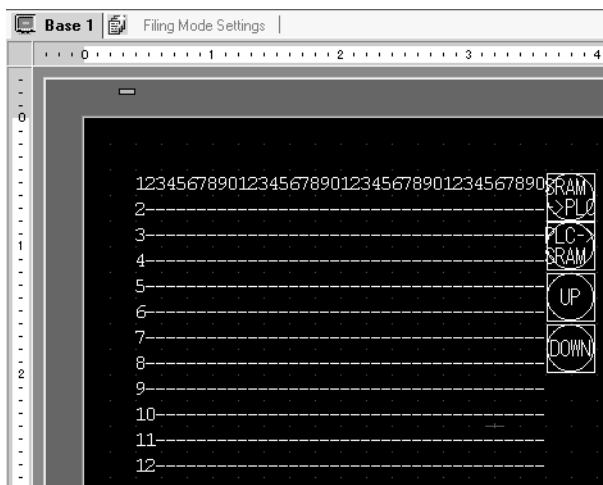 Base 1 Filing Mode Settings
0 1 2 3 4
0
1234567890123456789012345678901234567890
SRAM
->PLC
2---------------------------------------
3---------------------------------------
PLC->
SRAM
1
4---------------------------------------
5---------------------------------------
UP
6---------------------------------------
7---------------------------------------
DOWN
8---------------------------------------
2
9---------------------------------------
10--------------------------------------
11--------------------------------------
12--------------------------------------